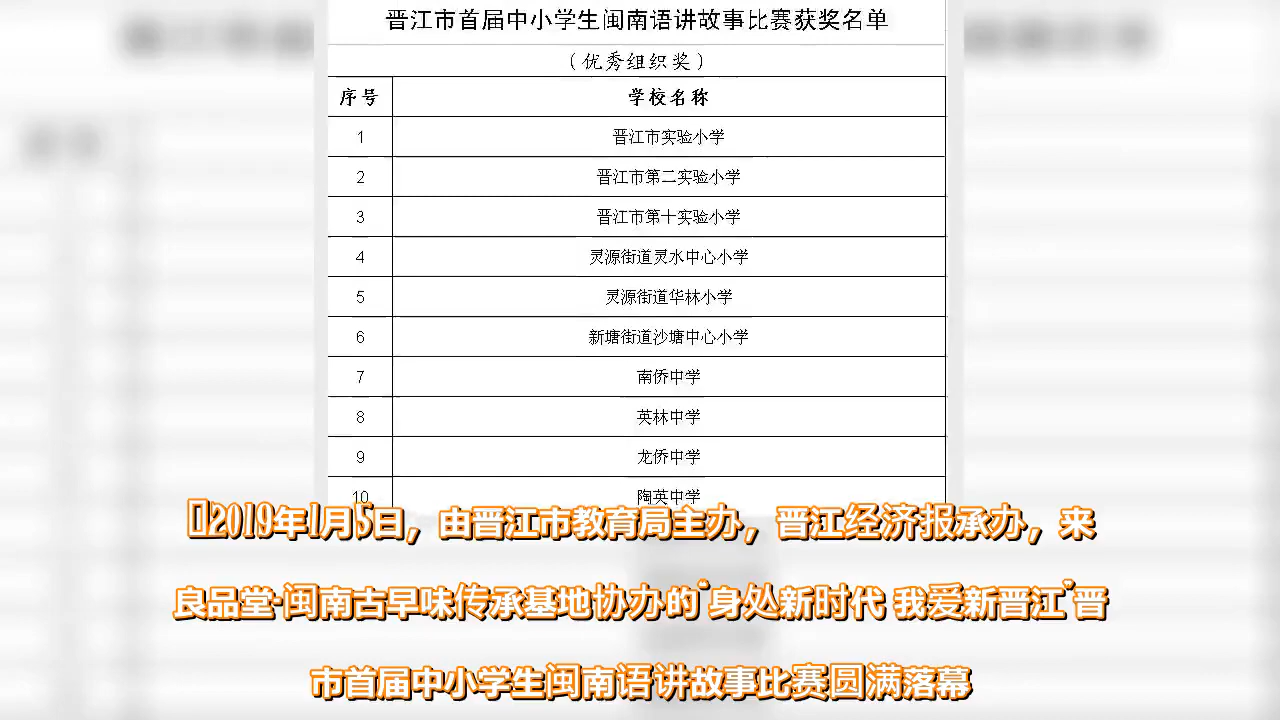 晋江市首届中小学生闽南语讲故事比赛获奖名单
（优秀组织奖）
序号 学校名称
1 晋江市实验小学
2 晋江市第二实验小学
3 晋江市第十实验小学
4 灵源街道灵水中心小学
5 灵源街道华林小学
6 新塘街道沙塘中心小学
7 南侨中学
8 英林中学
9 龙侨中学
10 陶英中学
2019年1月5日，由晋江市教育局主办，晋江经济报承办，来
良品堂·闽南古早味传承基地协办的“身处新时代 我爱新晋江”晋
市首届中小学生闽南语讲故事比赛圆满落幕